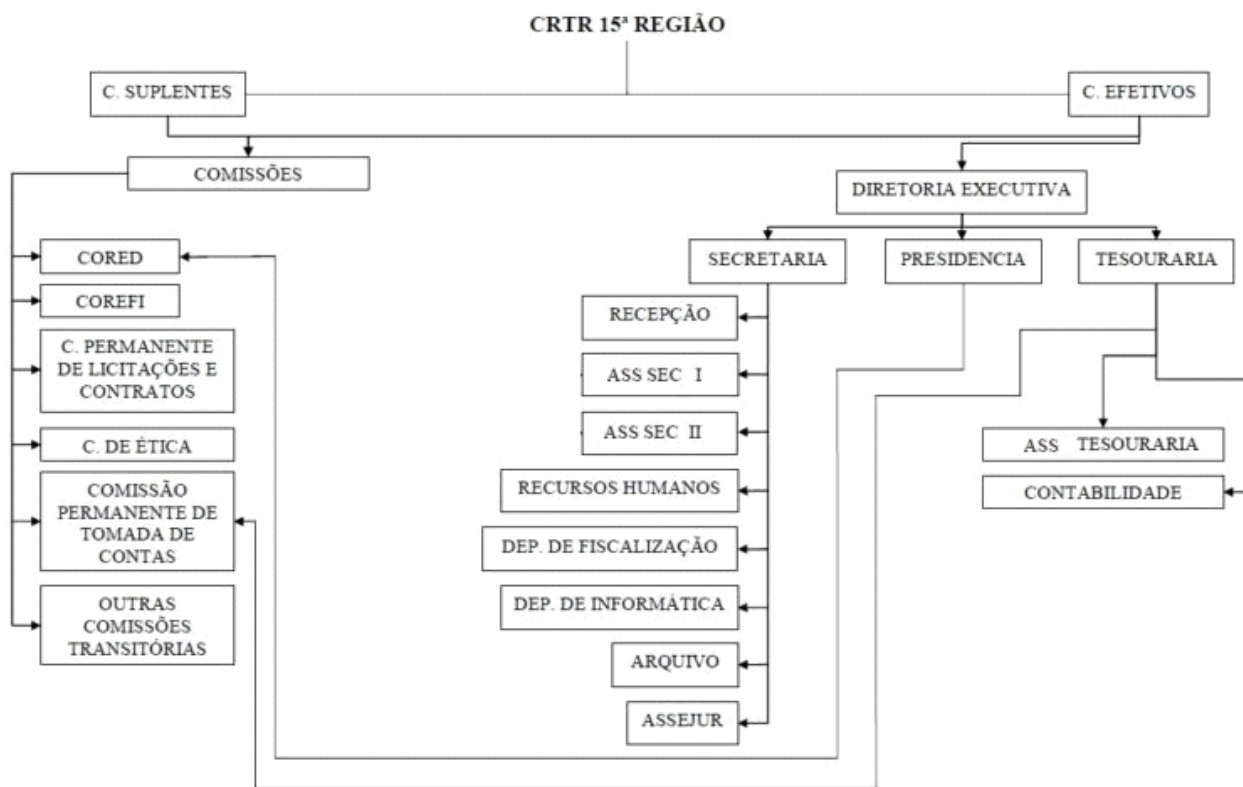 CRTR 15ª REGIÃO
C. SUPLENTES
C. EFETIVOS
COMISSÕES
DIRETORIA EXECUTIVA
CORED
COREFI
C. PERMANENTE
DE LICITAÇÕES E
CONTRATOS
C. DE ÉTICA
COMISSÃO
PERMANENTE DE
TOMADA DE
CONTAS
OUTRAS
COMISSÕES
TRANSITÓRIAS
SECRETARIA
PRESIDENCIA
TESOURARIA
RECEPÇÃO
ASS SEC I
ASS SEC II
RECURSOS HUMANOS
DEP. DE FISCALIZAÇÃO
DEP. DE INFORMÁTICA
ARQUIVO
ASSEJUR
ASS TESOURARIA
CONTABILIDADE